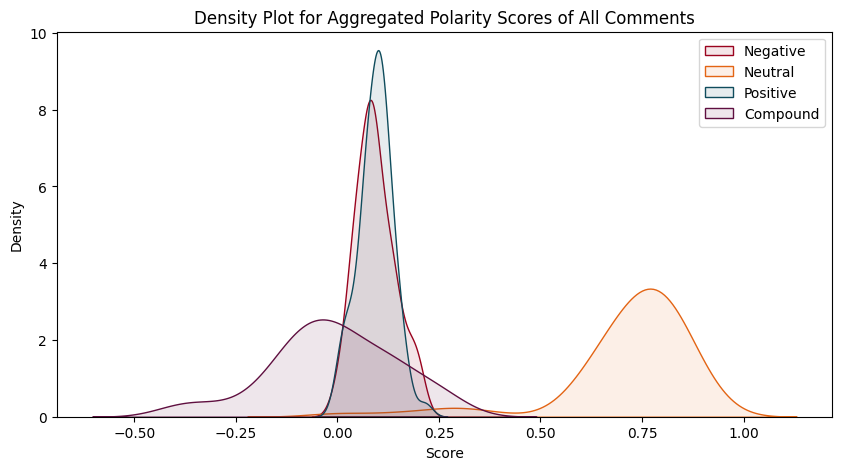 Density Plot for Aggregated Polarity Scores of All Comments
Negative
Neutral
Positive
Compound
Density
10
8
6
4
2
0
−0.50
−0.25
0.00
0.25
0.50
0.75
1.00
Score